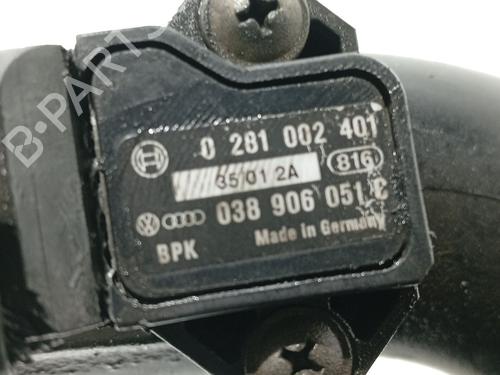 0 281 002 401
35 01 2A
816
038 906 051 C
BPK Made in Germany
B-PARTS